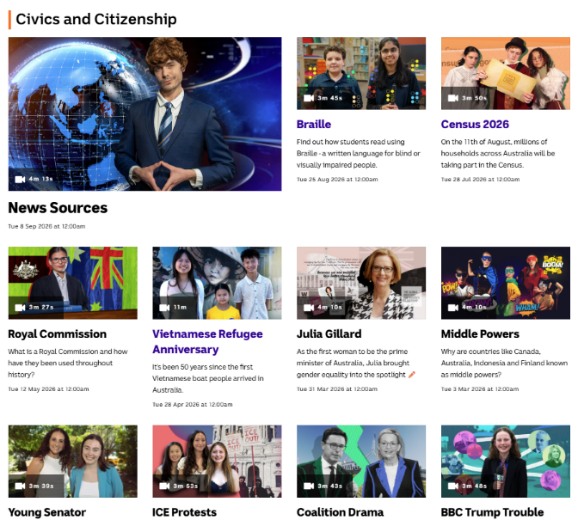 Civics and Citizenship
4m 13s
News Sources
Tue 8 Sep 2026 at 12:00am
3m 45s
Braille
Find out how students read using
Braille - a written language for blind or
visually impaired people.
Tue 25 Aug 2026 at 12:00am
3m 50s
Census 2026
On the 11th of August, millions of
households across Australia will be
taking part in the Census.
Tue 28 Jul 2026 at 12:00am
3m 27s
Royal Commission
What is a Royal Commission and how
have they been used throughout
history?
Tue 12 May 2026 at 12:00am
11m
Vietnamese Refugee
Anniversary
It's been 50 years since the first
Vietnamese boat people arrived in
Australia.
Tue 28 Apr 2026 at 12:00am
4m 10s
Julia Gillard
As the first woman to be the prime
minister of Australia, Julia brought
gender equality into the spotlight
Tue 31 Mar 2026 at 12:00am
POW!
WHAM!
4m 10s
Middle Powers
Why are countries like Canada,
Australia, Indonesia and Finland known
as middle powers?
Tue 3 Mar 2026 at 12:00am
3m 30s
Young Senator
ICE
3m 53s
ICE Protests
3m 43s
Coalition Drama
3m 48s
BBC Trump Trouble